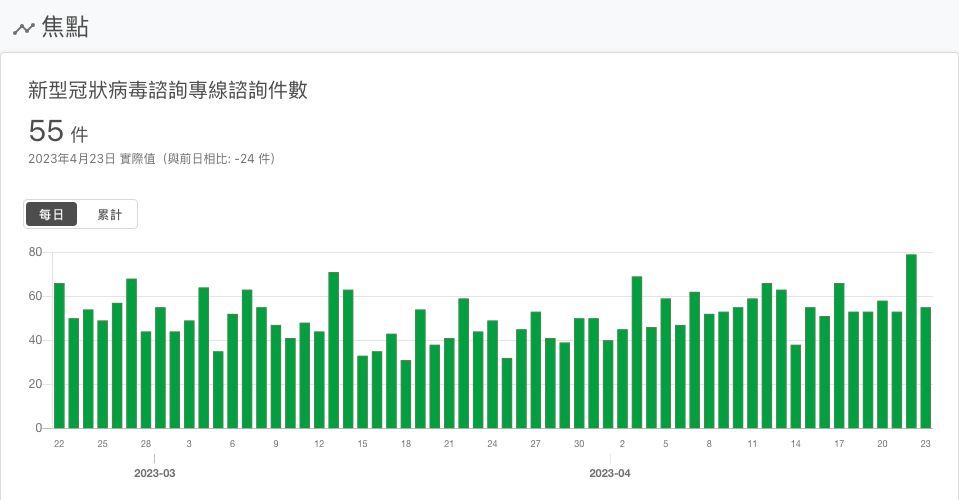 焦點
新型冠狀病毒諮詢專線諮詢件數
55 件
2023年4月23日 實際值（與前日相比: -24 件）
每日 累計
80
60
40
20
0
22 25 28 3 6 9 12 15 18 21 24 27 30 2 5 8 11 14 17 20 23
2023-03 2023-04